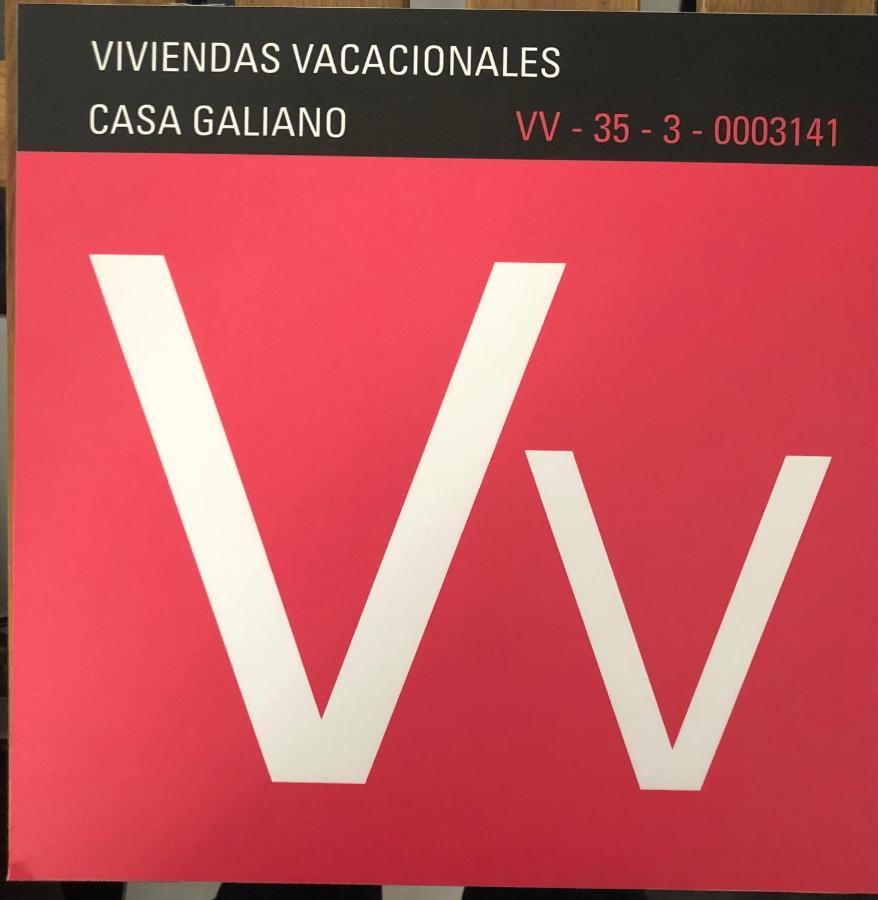 VIVIENDAS VACACIONALES
CASA GALIANO VV - 35 - 3 - 0003141
Vv